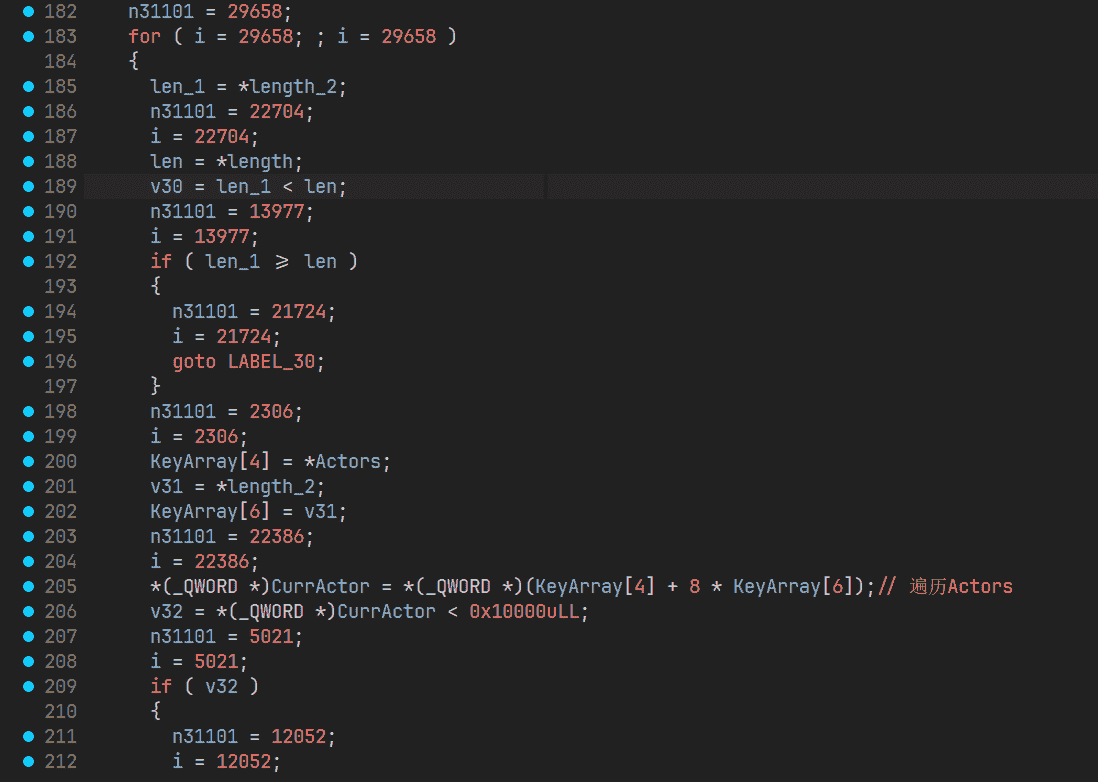 182 n31101 = 29658;
183 for ( i = 29658; ; i = 29658 )
184 {
185 len_1 = *length_2;
186 n31101 = 22704;
187 i = 22704;
188 len = *length;
189 v30 = len_1 < len;
190 n31101 = 13977;
191 i = 13977;
192 if ( len_1 >= len )
193 {
194 n31101 = 21724;
195 i = 21724;
196 goto LABEL_30;
197 }
198 n31101 = 2306;
199 i = 2306;
200 KeyArray[4] = *Actors;
201 v31 = *length_2;
202 KeyArray[6] = v31;
203 n31101 = 22386;
204 i = 22386;
205 *(_QWORD *)CurrActor = *(_QWORD *)(KeyArray[4] + 8 * KeyArray[6]);// 遍历Actors
206 v32 = *(_QWORD *)CurrActor < 0x10000uLL;
207 n31101 = 5021;
208 i = 5021;
209 if ( v32 )
210 {
211 n31101 = 12052;
212 i = 12052;